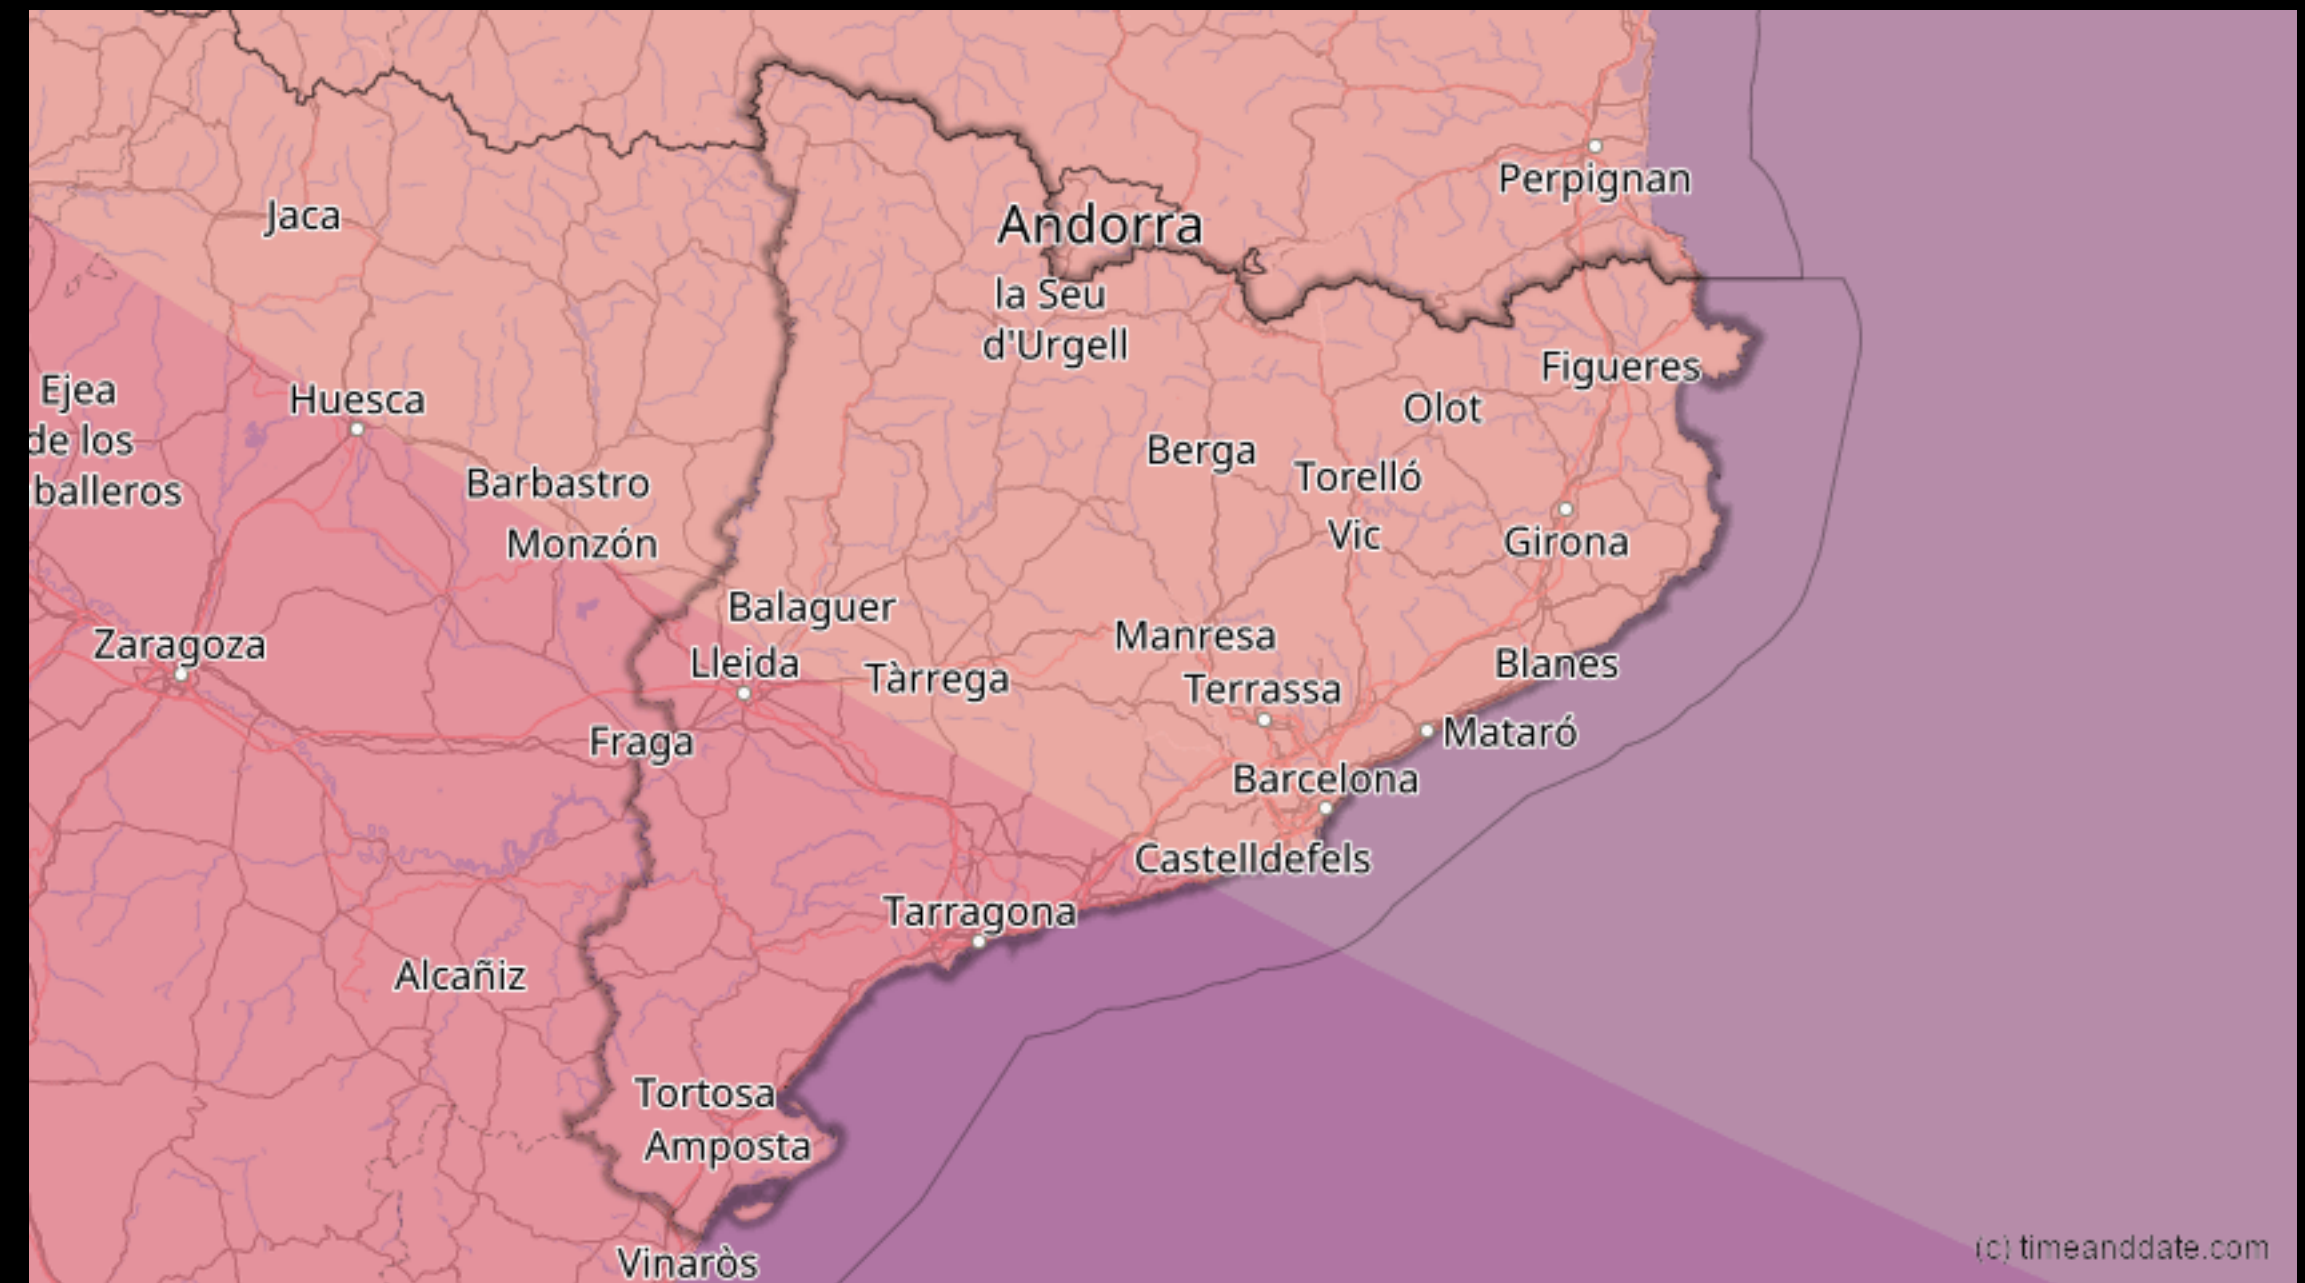 Perpignan
Jaca
Andorra
la Seu
d'Urgell
Figueres
Ejea
de los
balleros
Huesca
Olot
Berga
Torelló
Barbastro
Vic
Monzón
Girona
Balaguer
Manresa
Zaragoza
Lleida
Blanes
Tàrrega
Terrassa
Fraga
Mataró
Barcelona
Castelldefels
Tarragona
Alcañiz
Tortosa
Amposta
Vinaròs
(c) timeanddate.com